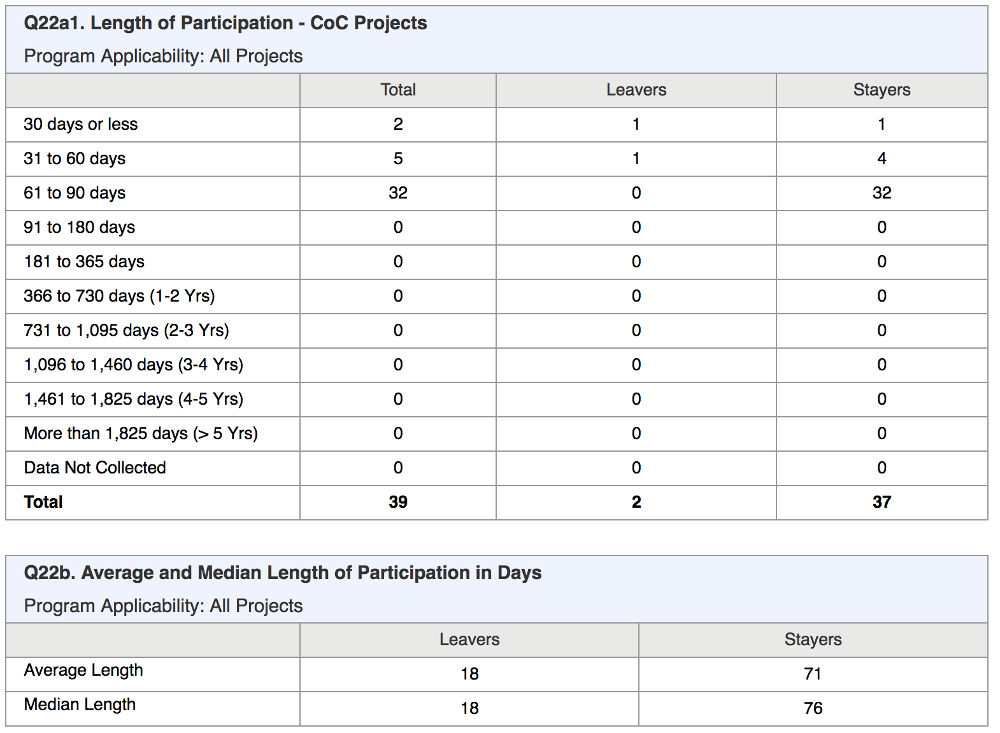 Q22a1. Length of Participation - CoC Projects
Program Applicability: All Projects
Total Leavers Stayers
30 days or less 2 1 1
31 to 60 days 5 1 4
61 to 90 days 32 0 32
91 to 180 days 0 0 0
181 to 365 days 0 0 0
366 to 730 days (1-2 Yrs) 0 0 0
731 to 1,095 days (2-3 Yrs) 0 0 0
1,096 to 1,460 days (3-4 Yrs) 0 0 0
1,461 to 1,825 days (4-5 Yrs) 0 0 0
More than 1,825 days (> 5 Yrs) 0 0 0
Data Not Collected 0 0 0
Total 39 2 37
Q22b. Average and Median Length of Participation in Days
Program Applicability: All Projects
Leavers Stayers
Average Length 18 71
Median Length 18 76